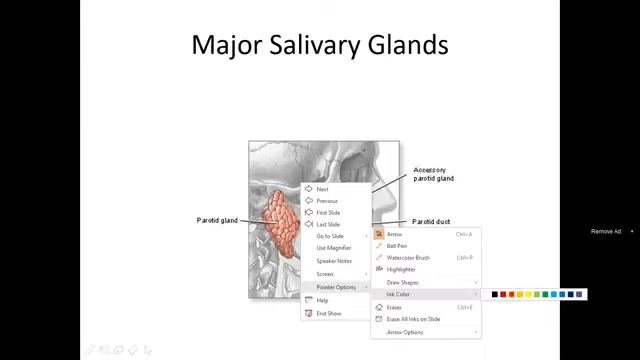 Major Salivary Glands
Accessory
parotid gland
Parotid gland
Parotid duct
Next
Previous
First Slide
Last Slide
Go to Slide
Use Magnifier
Speaker Notes
Screen
Pointer Options
Help
End Show
Arrow Ctrl+A
Ball Pen
Watercolor Brush Ctrl+P
Highlighter
Draw Shapes
Ink Color
Eraser Ctrl+E
Erase All Inks on Slide
Arrow Options
Remove Ad